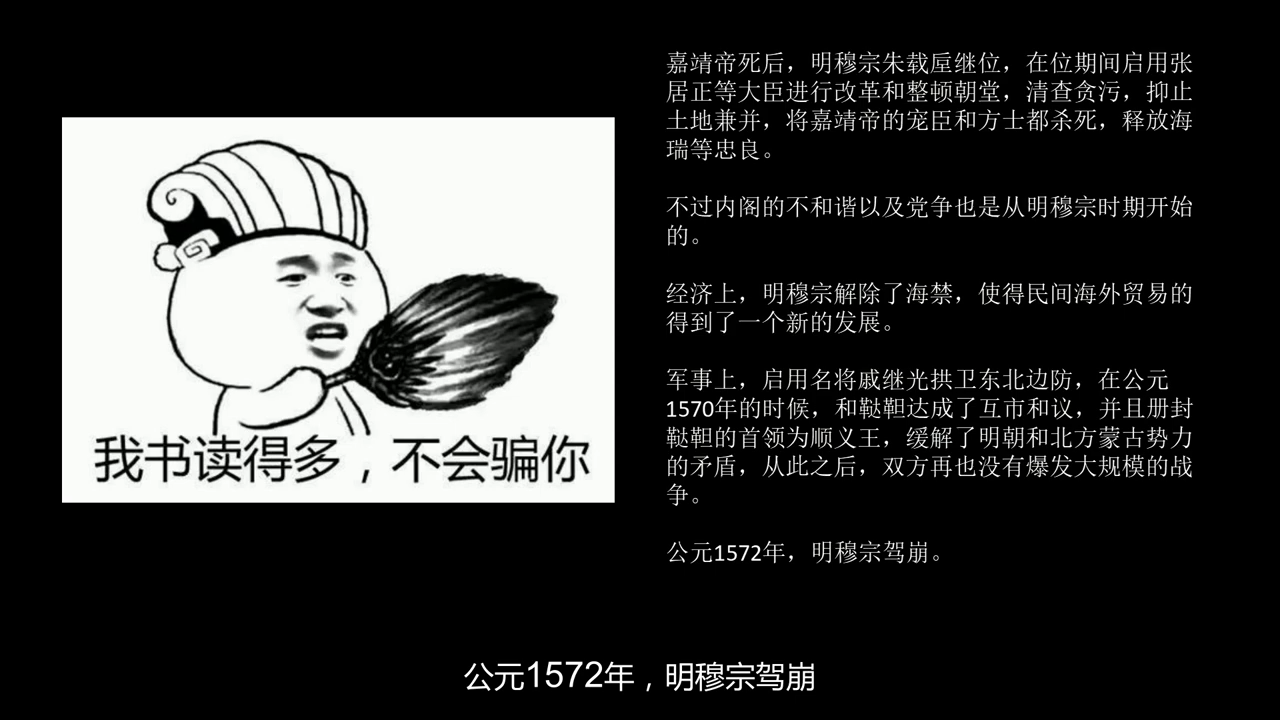 我书读得多，不会骗你
嘉靖帝死后，明穆宗朱载垕继位，在位期间启用张
居正等大臣进行改革和整顿朝堂，清查贪污，抑止
土地兼并，将嘉靖帝的宠臣和方士都杀死，释放海
瑞等忠良。
不过内阁的不和谐以及党争也是从明穆宗时期开始
的。
经济上，明穆宗解除了海禁，使得民间海外贸易的
得到了一个新的发展。
军事上，启用名将戚继光拱卫东北边防，在公元
1570年的时候，和鞑靼达成了互市和议，并且册封
鞑靼的首领为顺义王，缓解了明朝和北方蒙古势力
的矛盾，从此之后，双方再也没有爆发大规模的战
争。
公元1572年，明穆宗驾崩。
公元1572年，明穆宗驾崩